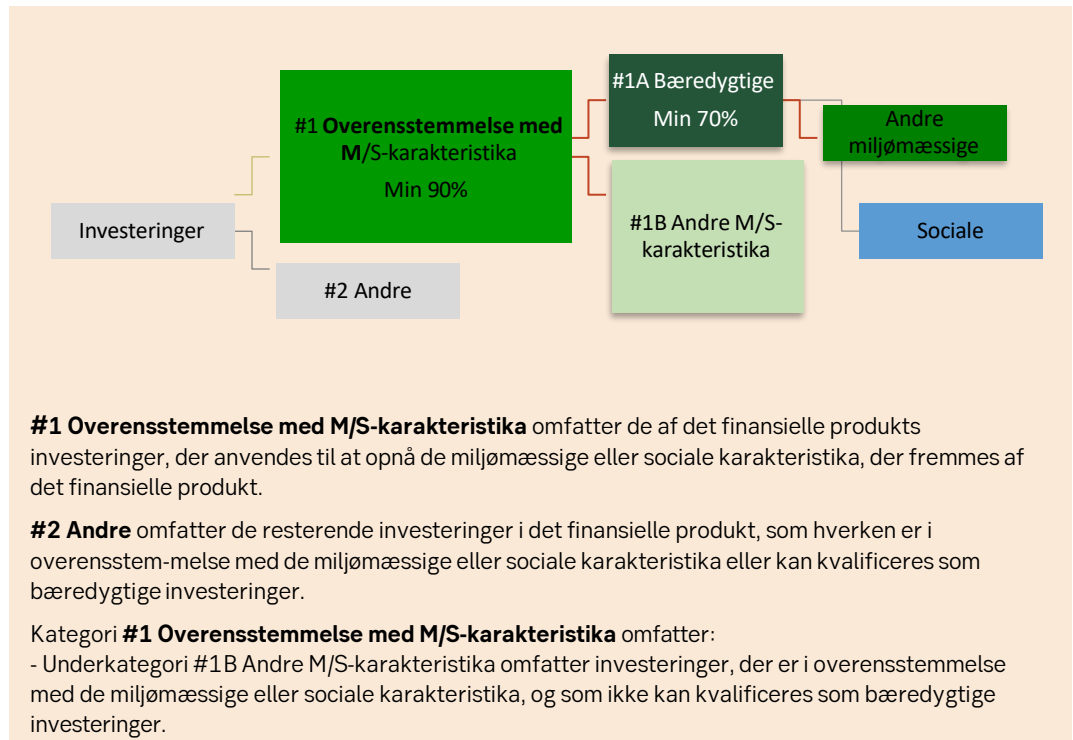 #1A Bæredygtige
Min 70%
#1 Overensstemmelse med
M/S-karakteristika
Min 90%
Andre
miljømæssige
#1B Andre M/S-
karakteristika
Investeringer
Sociale
#2 Andre
#1 Overensstemmelse med M/S-karakteristika omfatter de af det finansielle produkts
investeringer, der anvendes til at opnå de miljømæssige eller sociale karakteristika, der fremmes af
det finansielle produkt.
#2 Andre omfatter de resterende investeringer i det finansielle produkt, som hverken er i
overensstem-melse med de miljømæssige eller sociale karakteristika eller kan kvalificeres som
bæredygtige investeringer.
Kategori #1 Overensstemmelse med M/S-karakteristika omfatter:
- Underkategori #1B Andre M/S-karakteristika omfatter investeringer, der er i overensstemmelse
med de miljømæssige eller sociale karakteristika, og som ikke kan kvalificeres som bæredygtige
investeringer.